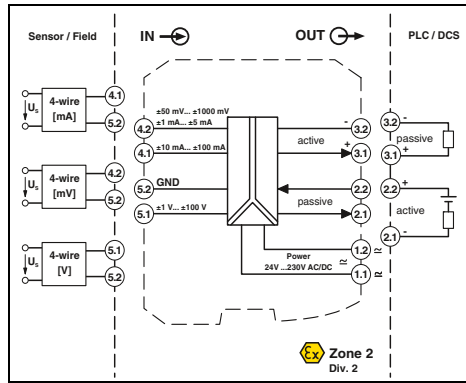 Sensor / Field
IN
OUT
PLC / DCS
Us
4-wire
[mA]
4.1
5.2
Us
4-wire
[mV]
4.2
5.2
Us
4-wire
[V]
5.1
5.2
±50 mV... ±1000 mV
4.2
±1 mA... ±5 mA
4.1
±10 mA... ±100 mA
5.2
GND
5.1
±1 V... ±100 V
active
-
3.2
+
3.1
2.2
passive
2.1
Power
24V ...230V AC/DC
≃
1.2
≃
1.1
≃
3.2
-
passive
3.1
+
2.2
+
active
2.1
-
Ex
Zone 2
Div. 2